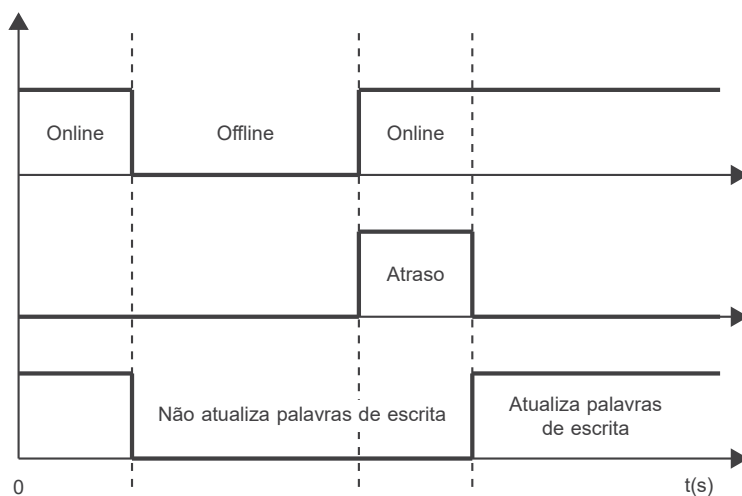 Online
Offline
Online
Atraso
Não atualiza palavras de escrita
Atualiza palavras
de escrita
0
t(s)